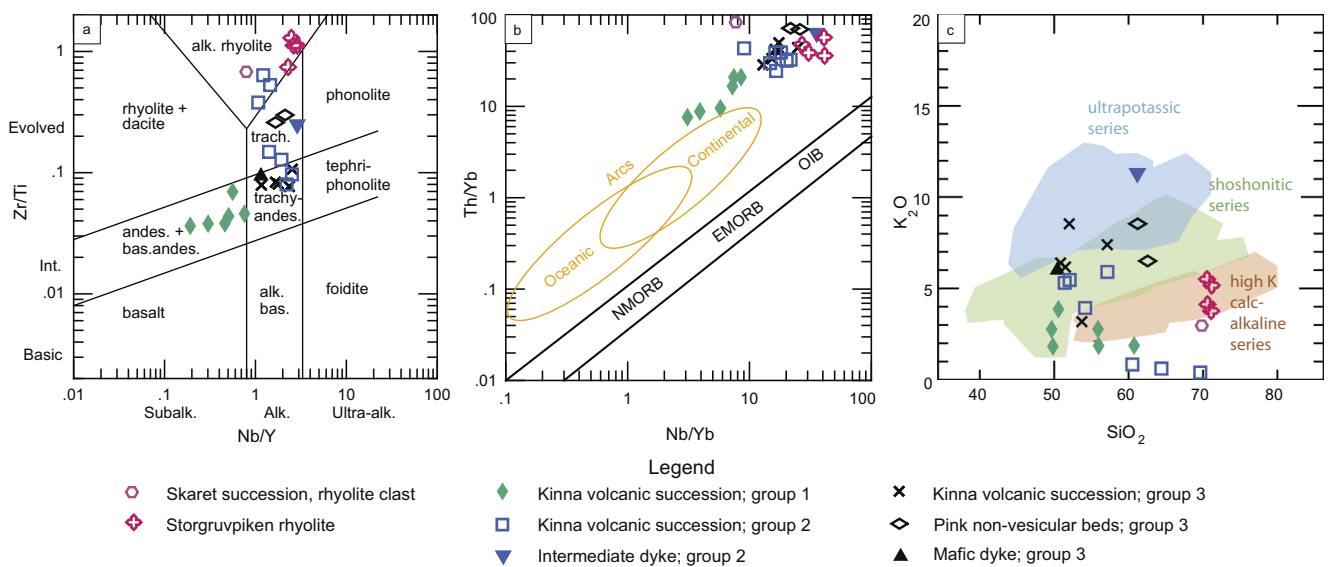 a
alk. rhyolite
1
rhyolite +
dacite
phonolite
Evolved
trach.
.1
tephri-
phonolite
trachy-
andes.
andes. +
bas.andes.
Int.
.01
basalt
alk.
bas.
foidite
Basic
.01
0.1
1
10
100
Subalk.
Alk.
Ultra-alk.
Nb/Y
Zr/Ti
100
b
10
1
.1
.01
Arcs
Continental
Oceanic
OIB
EMORB
NMORB
.1
1
10
100
Nb/Yb
Th/Yb
20
c
15
10
5
0
ultrapotassic
series
shoshonitic
series
high K
calc-
alkaline
series
40
50
60
70
80
SiO2
K2O
Legend
Skaret succession, rhyolite clast
Storgruvpiken rhyolite
Kinna volcanic succession; group 1
Kinna volcanic succession; group 2
Intermediate dyke; group 2
Kinna volcanic succession; group 3
Pink non-vesicular beds; group 3
Mafic dyke; group 3